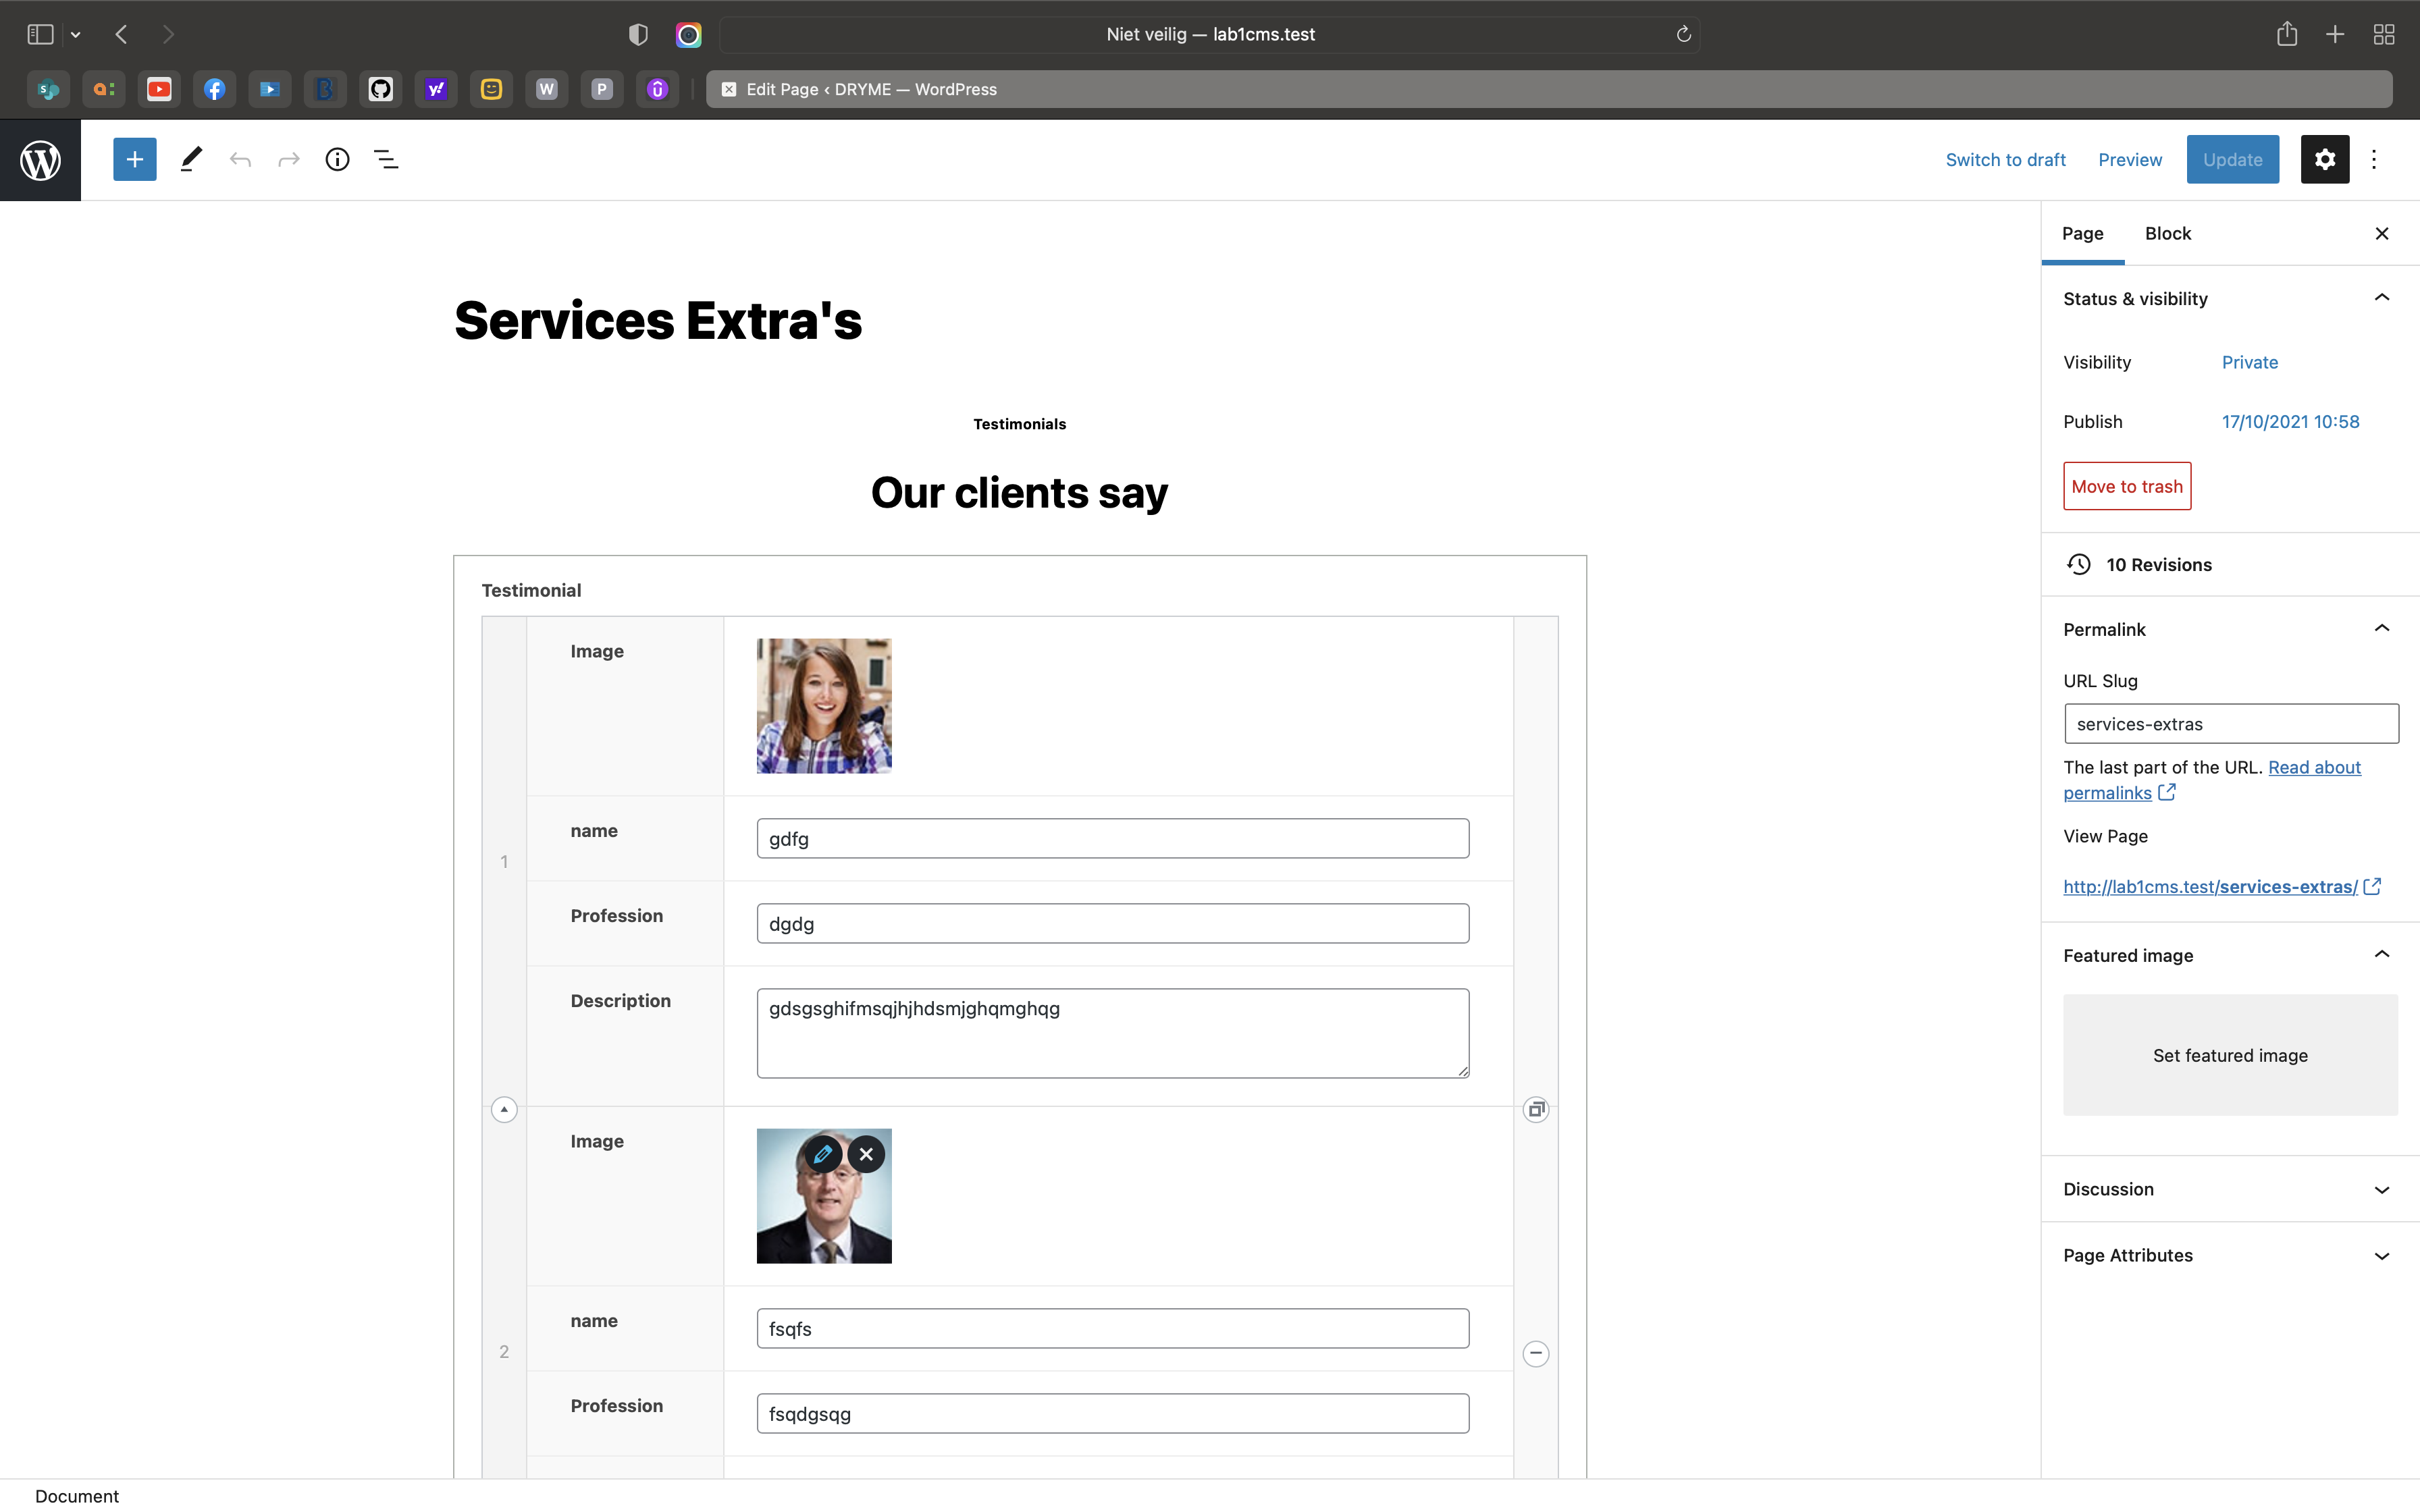 Niet veilig — lab1cms.test
Edit Page ‹ DRYME — WordPress
Switch to draft
Preview
Update
Page
Block
Services Extra's
Testimonials
Our clients say
Testimonial
1
Image
name
gdfg
Profession
dgdg
Description
gdsgsghifmsqjhjhdsmjghqmghqg
2
Image
name
fsqfs
Profession
fsqdgsqg
Status & visibility
Visibility
Private
Publish
17/10/2021 10:58
Move to trash
10 Revisions
Permalink
URL Slug
services-extras
The last part of the URL. Read about
permalinks
View Page
http://lab1cms.test/services-extras/
Featured image
Set featured image
Discussion
Page Attributes
Document